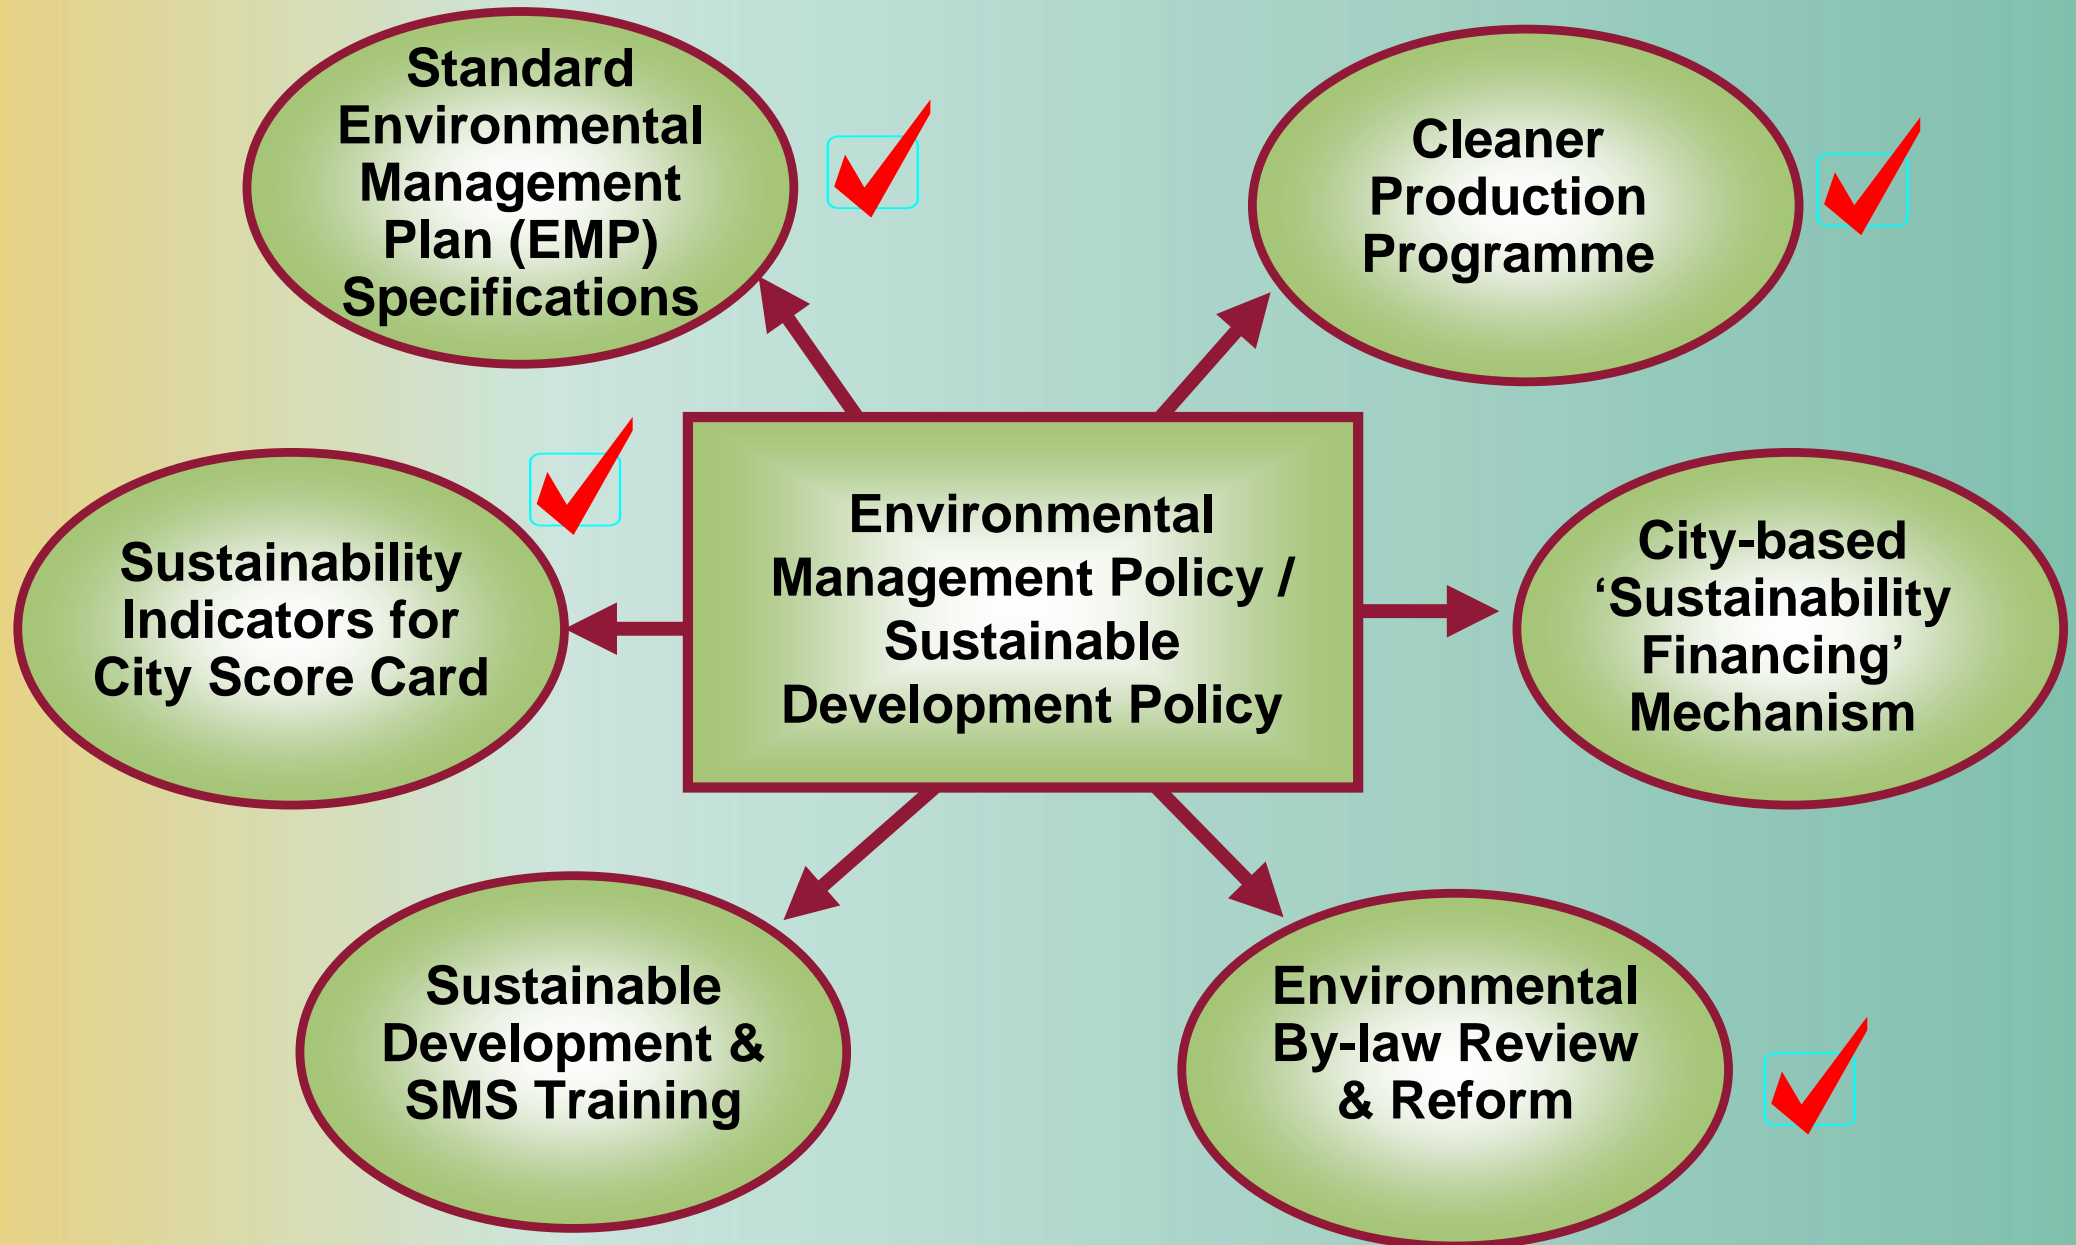 Standard
Environmental
Management
Plan (EMP)
Specifications
Cleaner
Production
Programme
Sustainability
Indicators for
City Score Card
Environmental
Management Policy /
Sustainable
Development Policy
City-based
‘Sustainability
Financing’
Mechanism
Sustainable
Development &
SMS Training
Environmental
By-law Review
& Reform